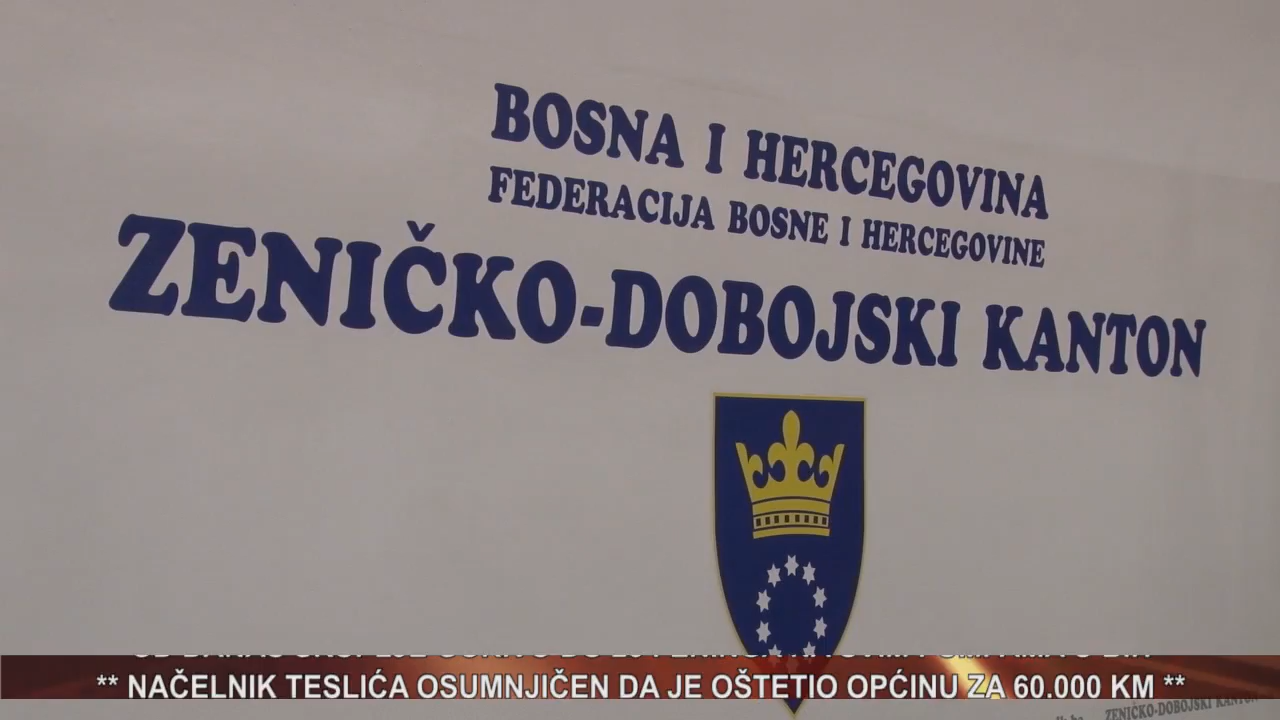 BOSNA I HERCEGOVINA
FEDERACIJA BOSNE I HERCEGOVINE
ZENIČKO-DOBOJSKI KANTON
** NAČELNIK TESLIĆA OSUMNJIČEN DA JE OŠTETIO OPĆINU ZA 60.000 KM **
ZENIČKO-DOBOJSKI KANTON